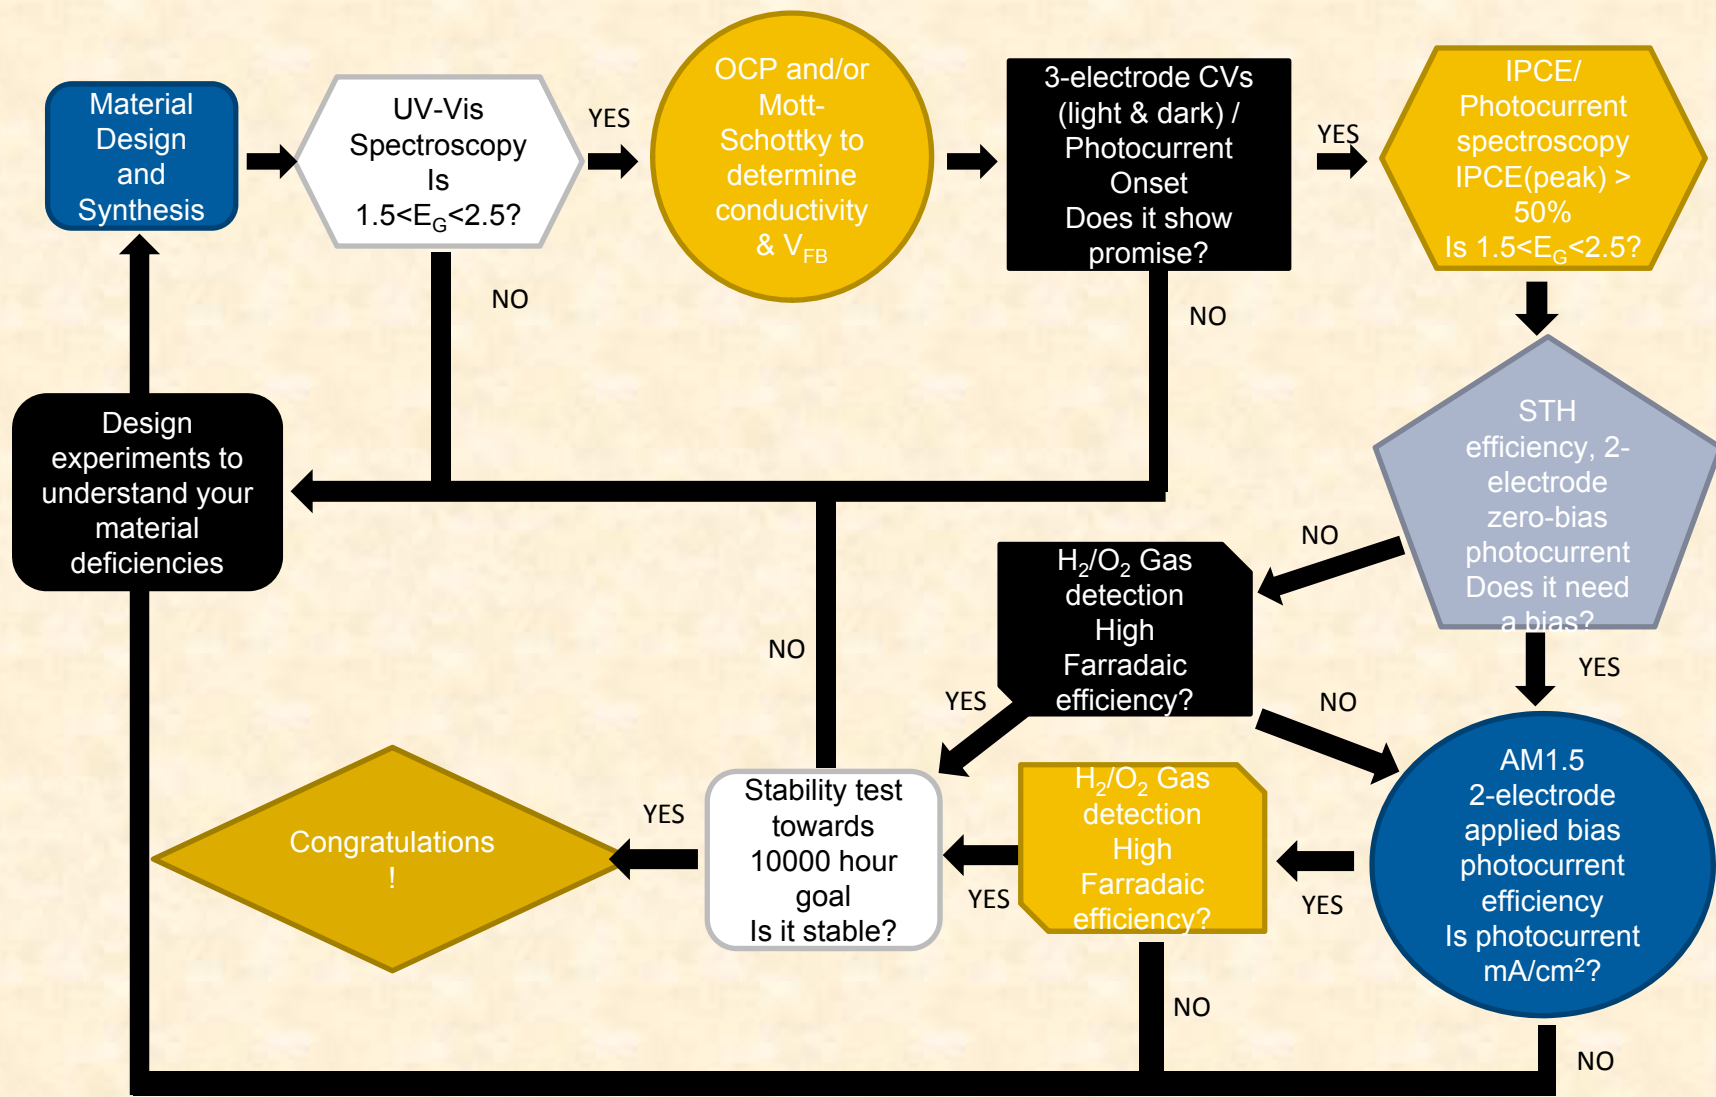 Material
Design
and
Synthesis
UV-Vis
Spectroscopy
Is
1.5<E_G<2.5?
YES
NO
OCP and/or
Mott-
Schottky to
determine
conductivity
& V_FB
3-electrode CVs
(light & dark) /
Photocurrent
Onset
Does it show
promise?
YES
NO
IPCE/
Photocurrent
spectroscopy
IPCE(peak) >
50%
Is 1.5<E_G<2.5?
STH
efficiency, 2-
electrode
zero-bias
photocurrent
Does it need
a bias?
NO
YES
Design
experiments to
understand your
material
deficiencies
H₂/O₂ Gas
detection
High
Farradaic
efficiency?
YES
NO
NO
AM1.5
2-electrode
applied bias
photocurrent
efficiency
Is photocurrent
mA/cm²?
YES
NO
H₂/O₂ Gas
detection
High
Farradaic
efficiency?
YES
NO
Stability test
towards
10000 hour
goal
Is it stable?
YES
Congratulations
!